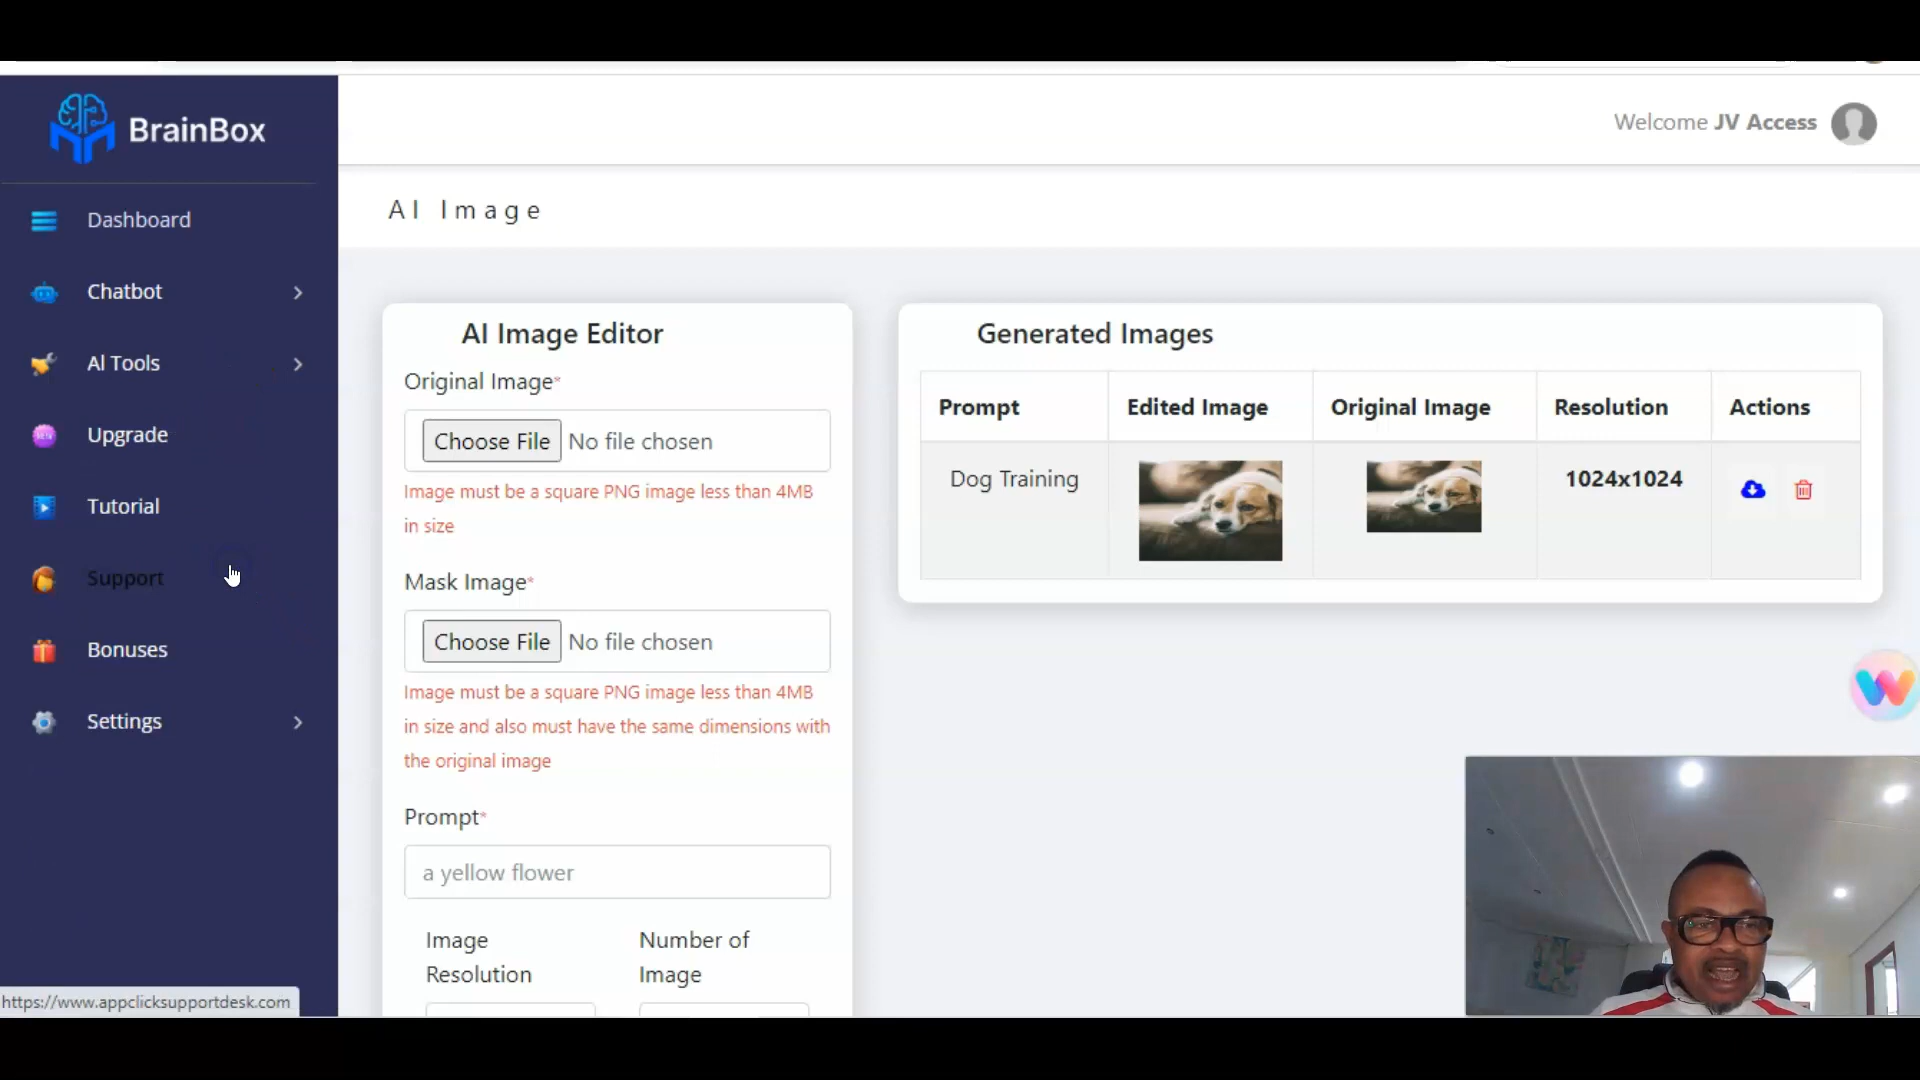 BrainBox
Welcome JV Access
Dashboard
Chatbot
AI Tools
Upgrade
Tutorial
Support
Bonuses
Settings
AI Image
AI Image Editor
Original Image*
Choose File No file chosen
Image must be a square PNG image less than 4MB
in size
Mask Image*
Choose File No file chosen
Image must be a square PNG image less than 4MB
in size and also must have the same dimensions with
the original image
Prompt*
a yellow flower
Image
Resolution
Number of
Image
Generated Images
Prompt Edited Image Original Image Resolution Actions
Dog Training 1024x1024
https://www.appclicksupportdesk.com